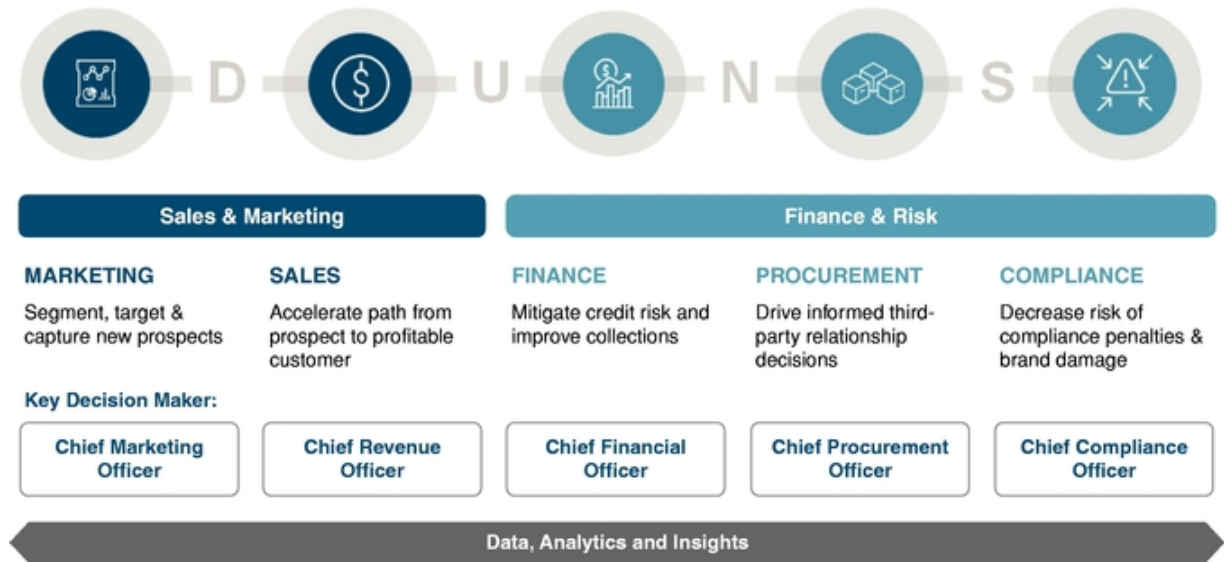 D U N S
Sales & Marketing
Finance & Risk
MARKETING
Segment, target &
capture new prospects
SALES
Accelerate path from
prospect to profitable
customer
FINANCE
Mitigate credit risk and
improve collections
PROCUREMENT
Drive informed third-
party relationship
decisions
COMPLIANCE
Decrease risk of
compliance penalties &
brand damage
Key Decision Maker:
Chief Marketing
Officer
Chief Revenue
Officer
Chief Financial
Officer
Chief Procurement
Officer
Chief Compliance
Officer
Data, Analytics and Insights